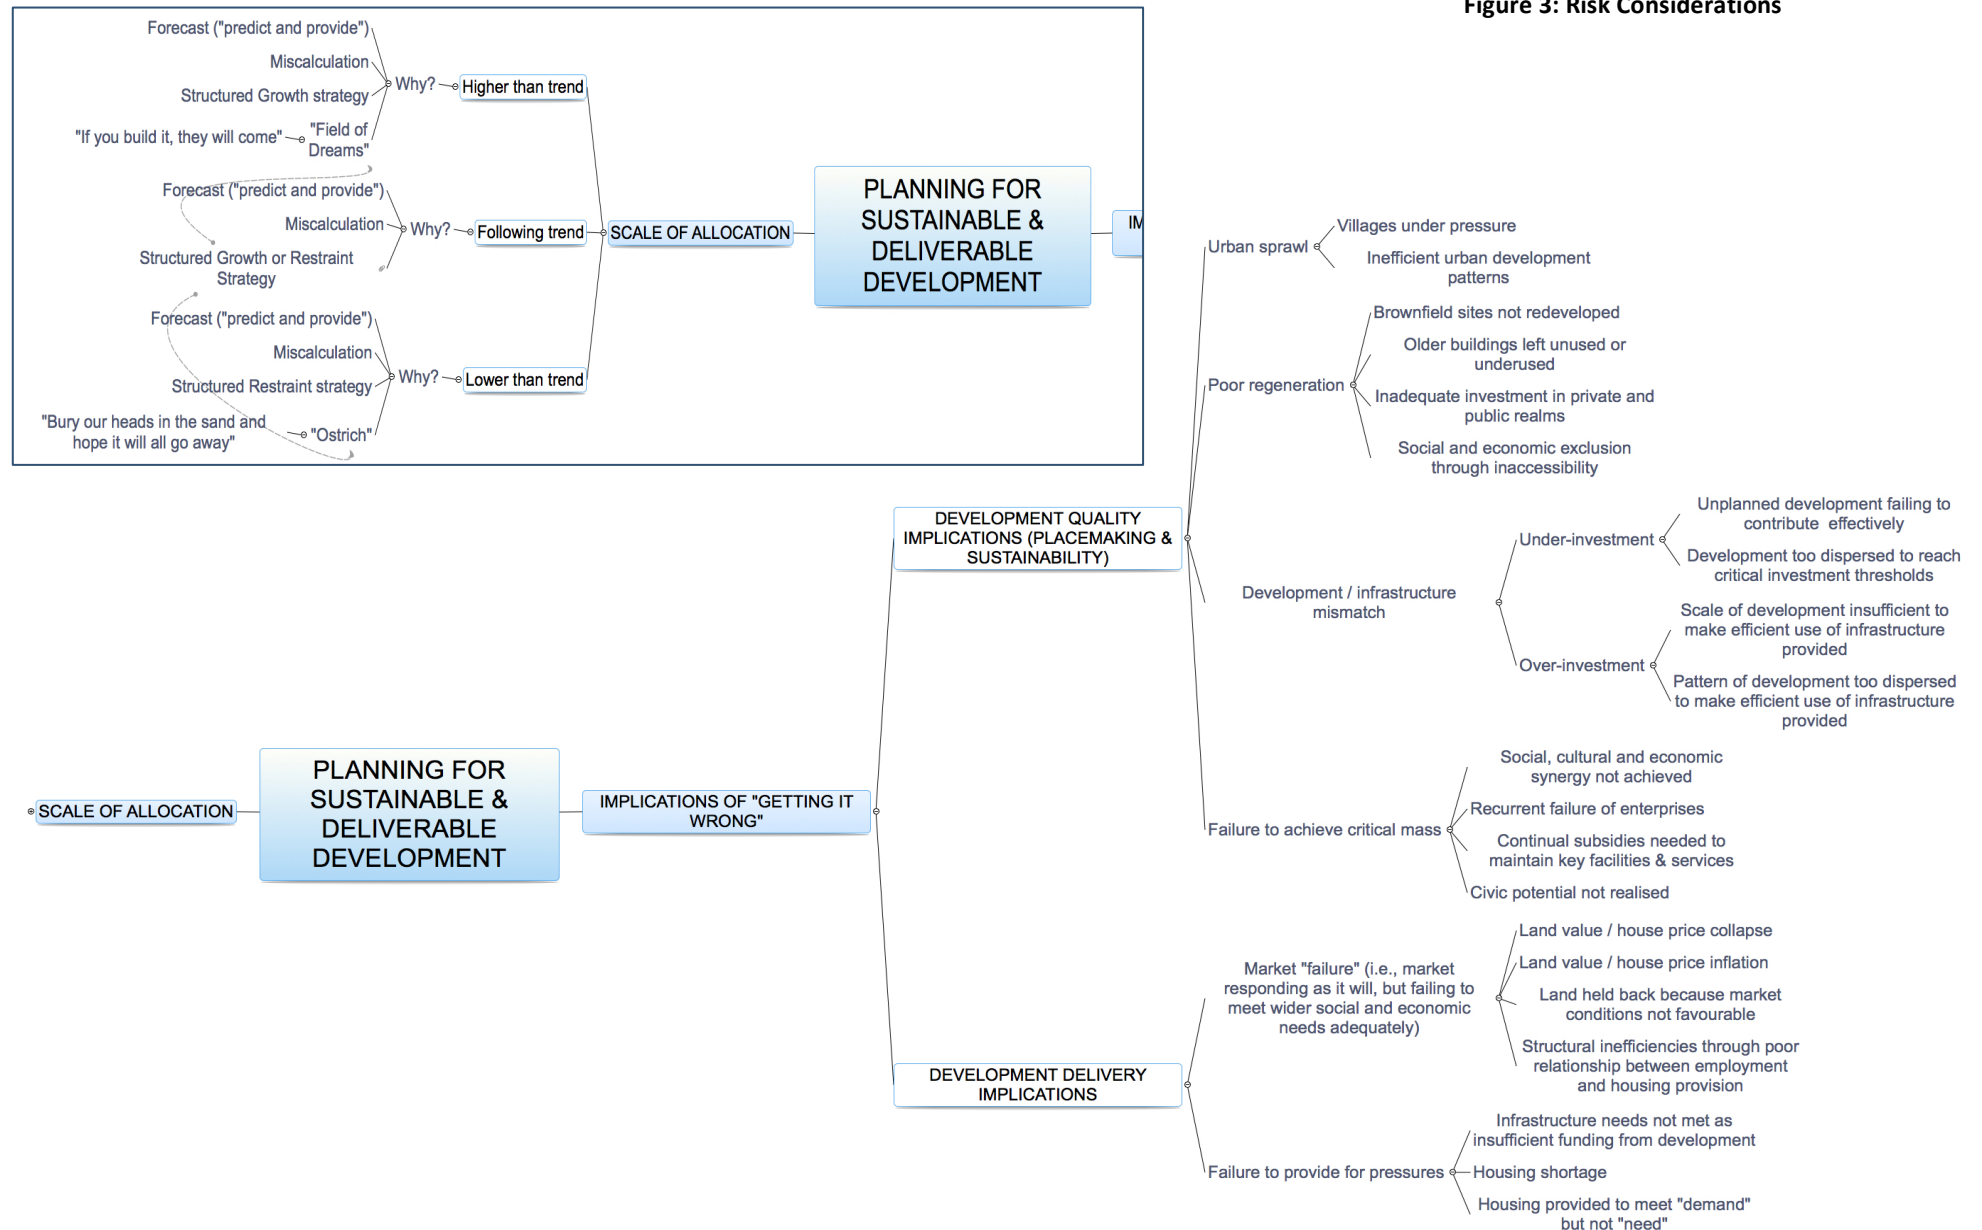 Figure 3: Risk Considerations
Forecast ("predict and provide")
Miscalculation
Structured Growth strategy
"If you build it, they will come"
"Field of
Dreams"
Why?
Higher than trend
Forecast ("predict and provide")
Miscalculation
Structured Growth or Restraint
Strategy
Why?
Following trend
Forecast ("predict and provide")
Miscalculation
Structured Restraint strategy
"Bury our heads in the sand and
hope it will all go away"
"Ostrich"
Why?
Lower than trend
SCALE OF ALLOCATION
PLANNING FOR
SUSTAINABLE &
DELIVERABLE
DEVELOPMENT
IM
SCALE OF ALLOCATION
PLANNING FOR
SUSTAINABLE &
DELIVERABLE
DEVELOPMENT
IMPLICATIONS OF "GETTING IT
WRONG"
DEVELOPMENT QUALITY
IMPLICATIONS (PLACEMAKING &
SUSTAINABILITY)
Urban sprawl
Villages under pressure
Inefficient urban development
patterns
Poor regeneration
Brownfield sites not redeveloped
Older buildings left unused or
underused
Inadequate investment in private and
public realms
Social and economic exclusion
through inaccessibility
Development / infrastructure
mismatch
Under-investment
Unplanned development failing to
contribute effectively
Development too dispersed to reach
critical investment thresholds
Over-investment
Scale of development insufficient to
make efficient use of infrastructure
provided
Pattern of development too dispersed
to make efficient use of infrastructure
provided
Failure to achieve critical mass
Social, cultural and economic
synergy not achieved
Recurrent failure of enterprises
Continual subsidies needed to
maintain key facilities & services
Civic potential not realised
DEVELOPMENT DELIVERY
IMPLICATIONS
Market "failure" (i.e., market
responding as it will, but failing to
meet wider social and economic
needs adequately)
Land value / house price collapse
Land value / house price inflation
Land held back because market
conditions not favourable
Structural inefficiencies through poor
relationship between employment
and housing provision
Failure to provide for pressures
Infrastructure needs not met as
insufficient funding from development
Housing shortage
Housing provided to meet "demand"
but not "need"